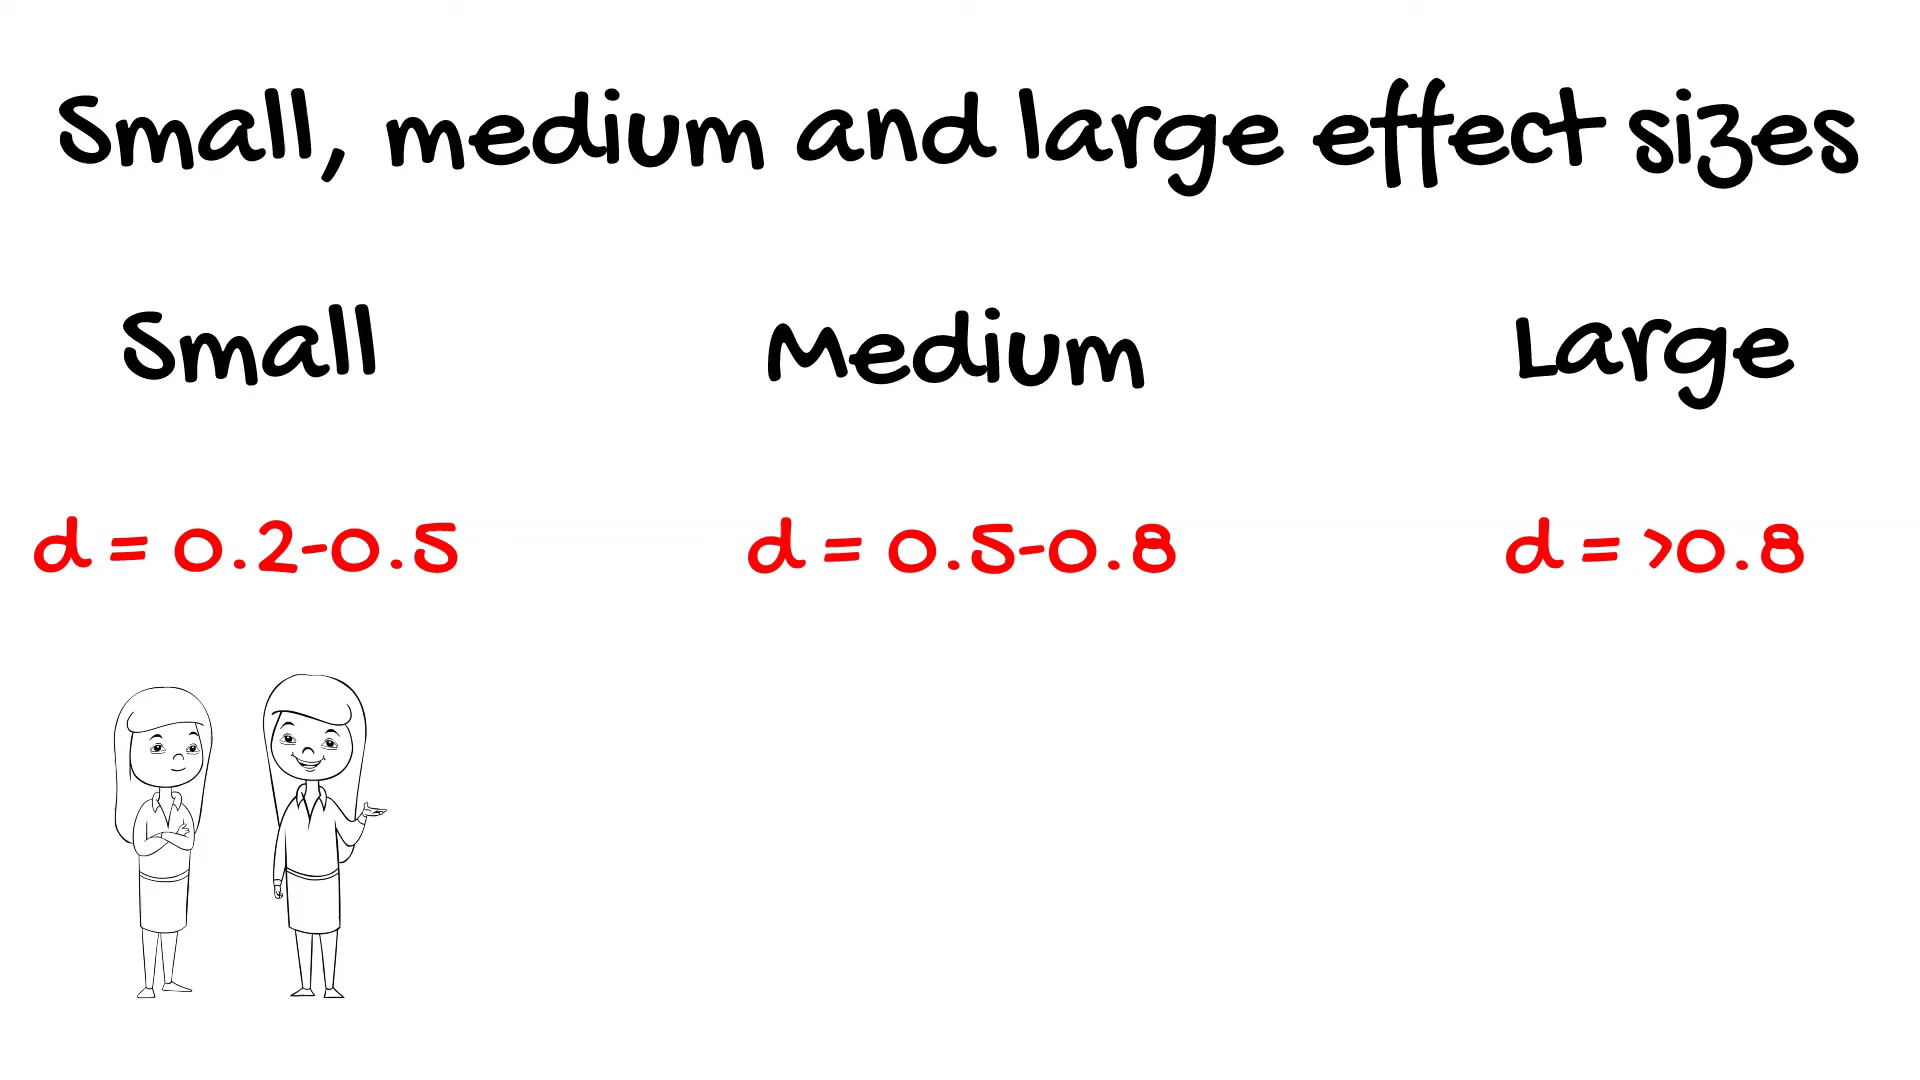 Small, medium and large effect sizes
Small Medium Large
d = 0.2-0.5 d = 0.5-0.8 d = >0.8